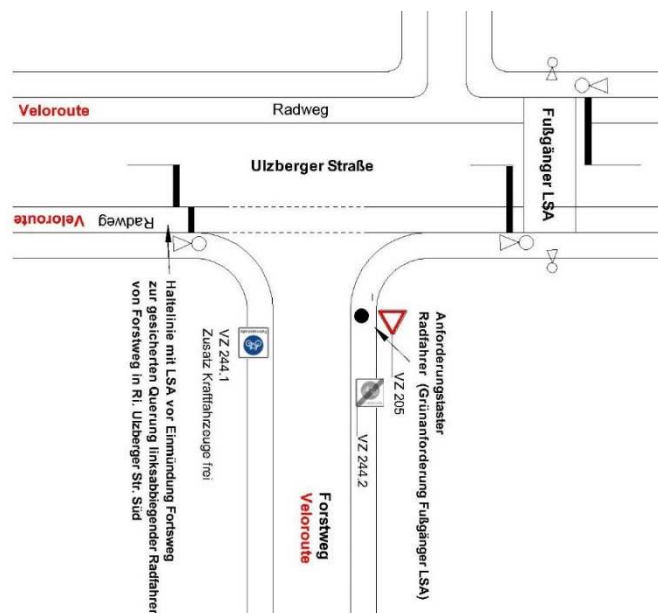 Veloroute
Radweg
Fußgänger LSA
Ulzberger Straße
Veloroute
Radweg
Haltelinie mit LSA vor Einmündung Fortsweg
zur gesicherten Querung linksabbiegender Radfahrer
von Forstweg in Ri. Ulzberger Str. Süd
VZ 244.1
Zusatz Kraftfahrzeuge frei
Anforderungstaster
Radfahrer (Grünanforderung Fußgänger LSA)
VZ 205
VZ 244.2
Forstweg
Veloroute